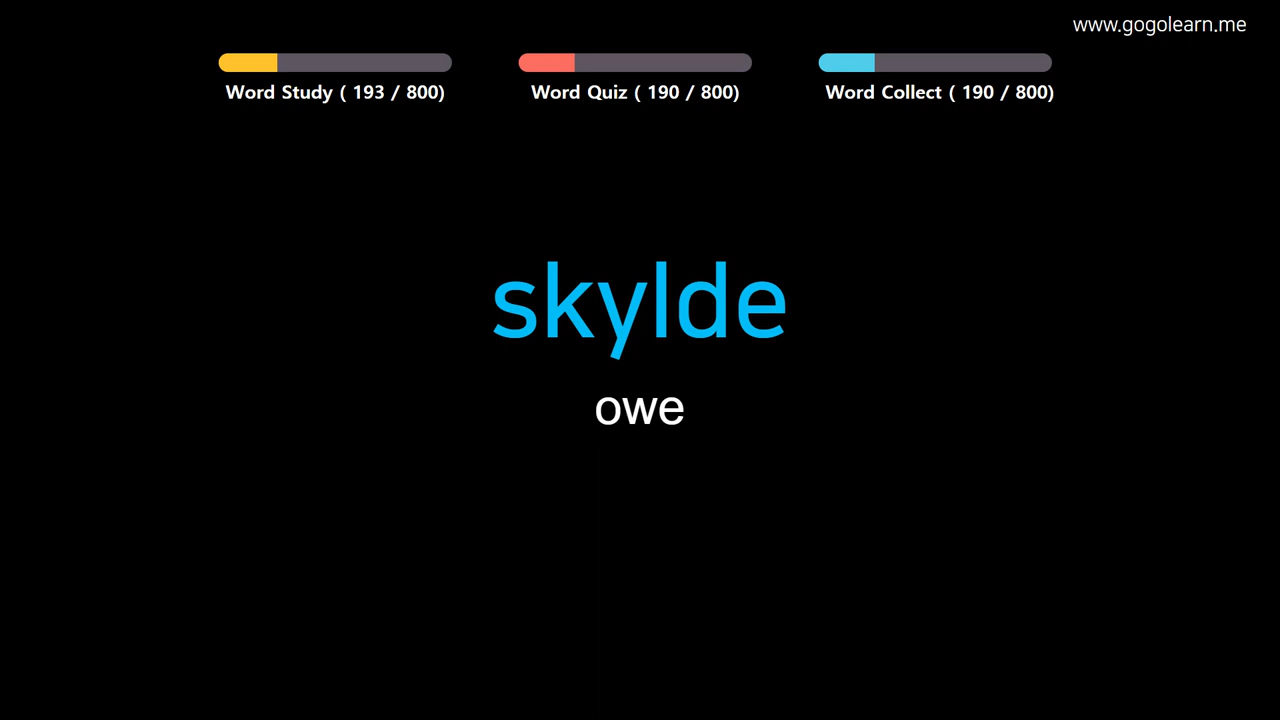 www.gogolearn.me
Word Study ( 193 / 800)
Word Quiz ( 190 / 800)
Word Collect ( 190 / 800)
skylde
owe